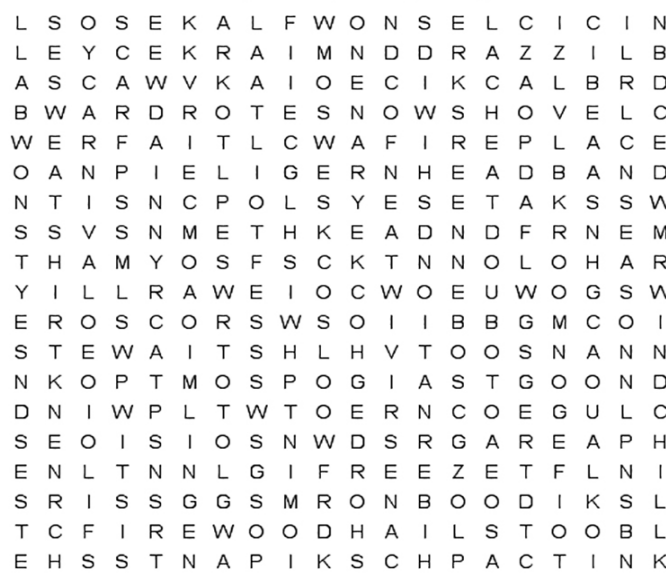 L S O S E K A L F W O N S E L C I C I N
L E Y C E K R A I M N D D R A Z Z I L B
A S C A W V K A I O E C I K C A L B R D
B W A R D R O T E S N O W S H O V E L C
W E R F A I T L C W A F I R E P L A C E
O A N P I E L I G E R N H E A D B A N D
N T I S N C P O L S Y E S E T A K S S W
S S V S N M E T H K E A D N D F R N E M
T H A M Y O S F S C K T N N O L O H A R
Y I L L R A W E I O C W O E U W O G S W
E R O S C O R S W S O I I B B G M C O I
S T E W A I T S H L H V T O O S N A N N
N K O P T M O S P O G I A S T G O O N D
D N I W P L T W T O E R N C O E G U L C
S E O I S I O S N W D S R G A R E A P H
E N L T N N L G I F R E E Z E T F L N I
S R I S S G G S M R O N B O O D I K S L
T C F I R E W O O D H A I L S T O O B L
E H S S T N A P I K S C H P A C T I N K